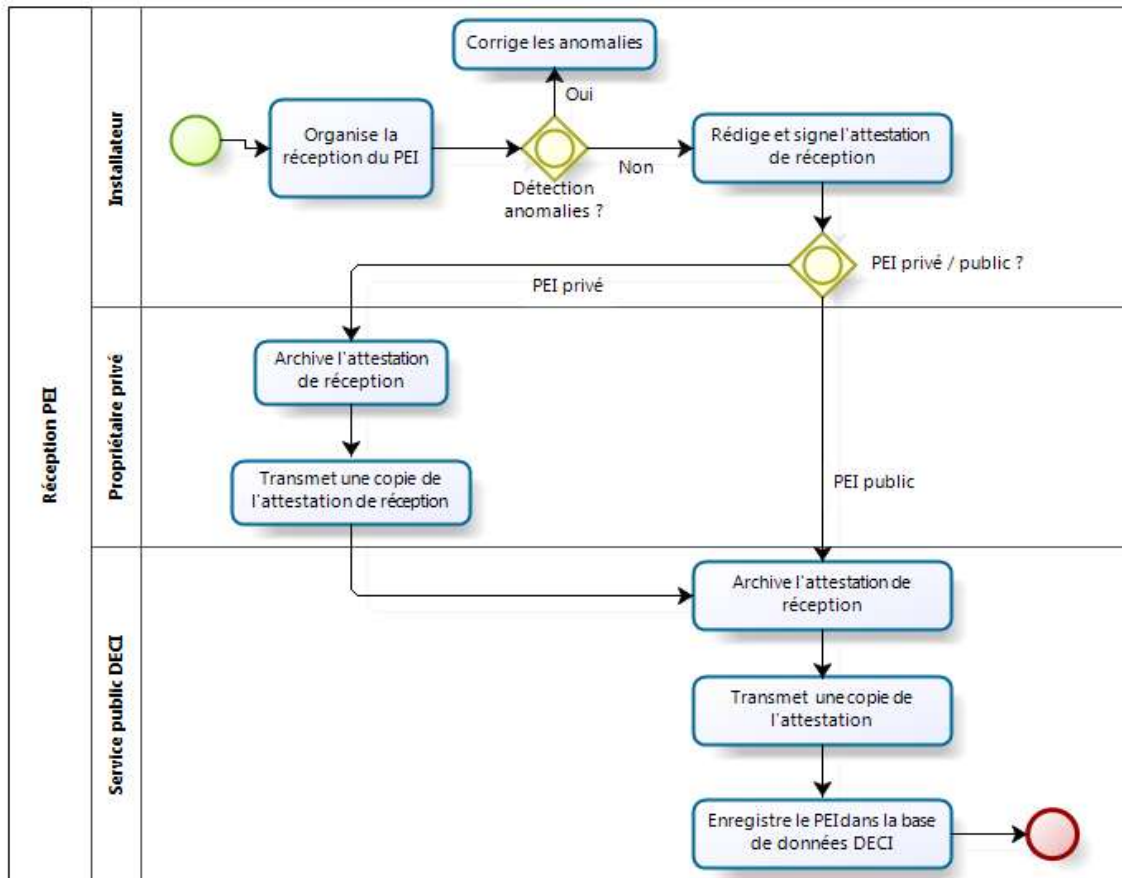 Réception PEI
Installateur
Corrige les anomalies
Oui
Organise la
réception du PEI
Détection
anomalies ?
Non
Rédige et signe l'attestation
de réception
PEI privé / public ?
PEI privé
Propriétaire privé
Archive l'attestation
de réception
Transmet une copie de
l'attestation de réception
PEI public
Service public DECI
Archive l'attestation de
réception
Transmet une copie de
l'attestation
Enregistre le PEI dans la base
de données DECI